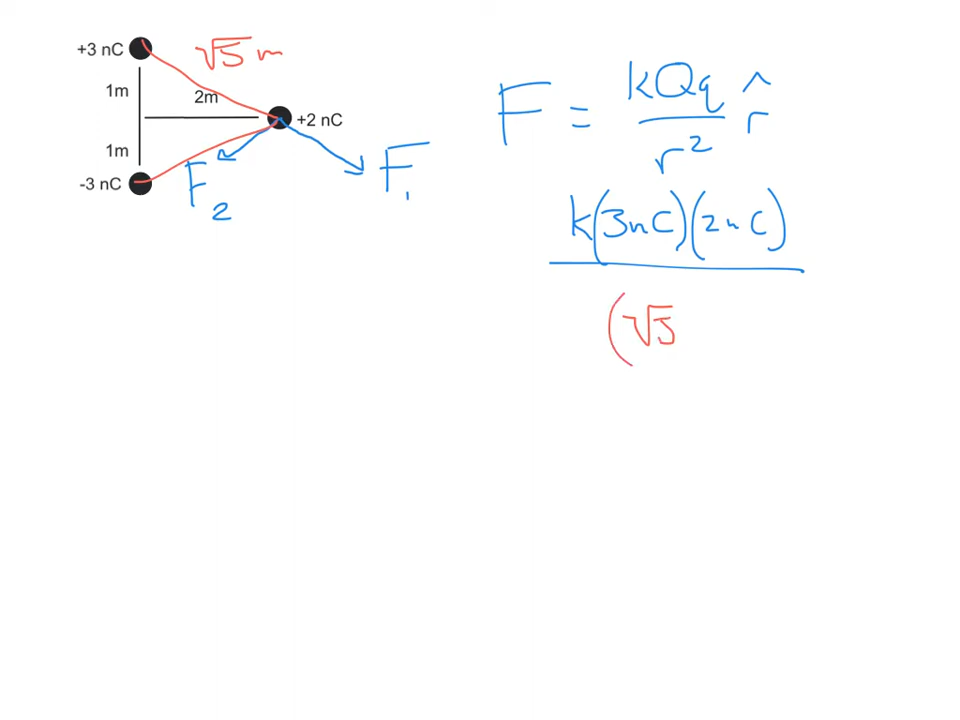 +3 nC
√5 m
1m
2m
+2 nC
1m
-3 nC
F₂
F₁
F = kQq / r² r̂
k(3nC)(2nC)
(√5